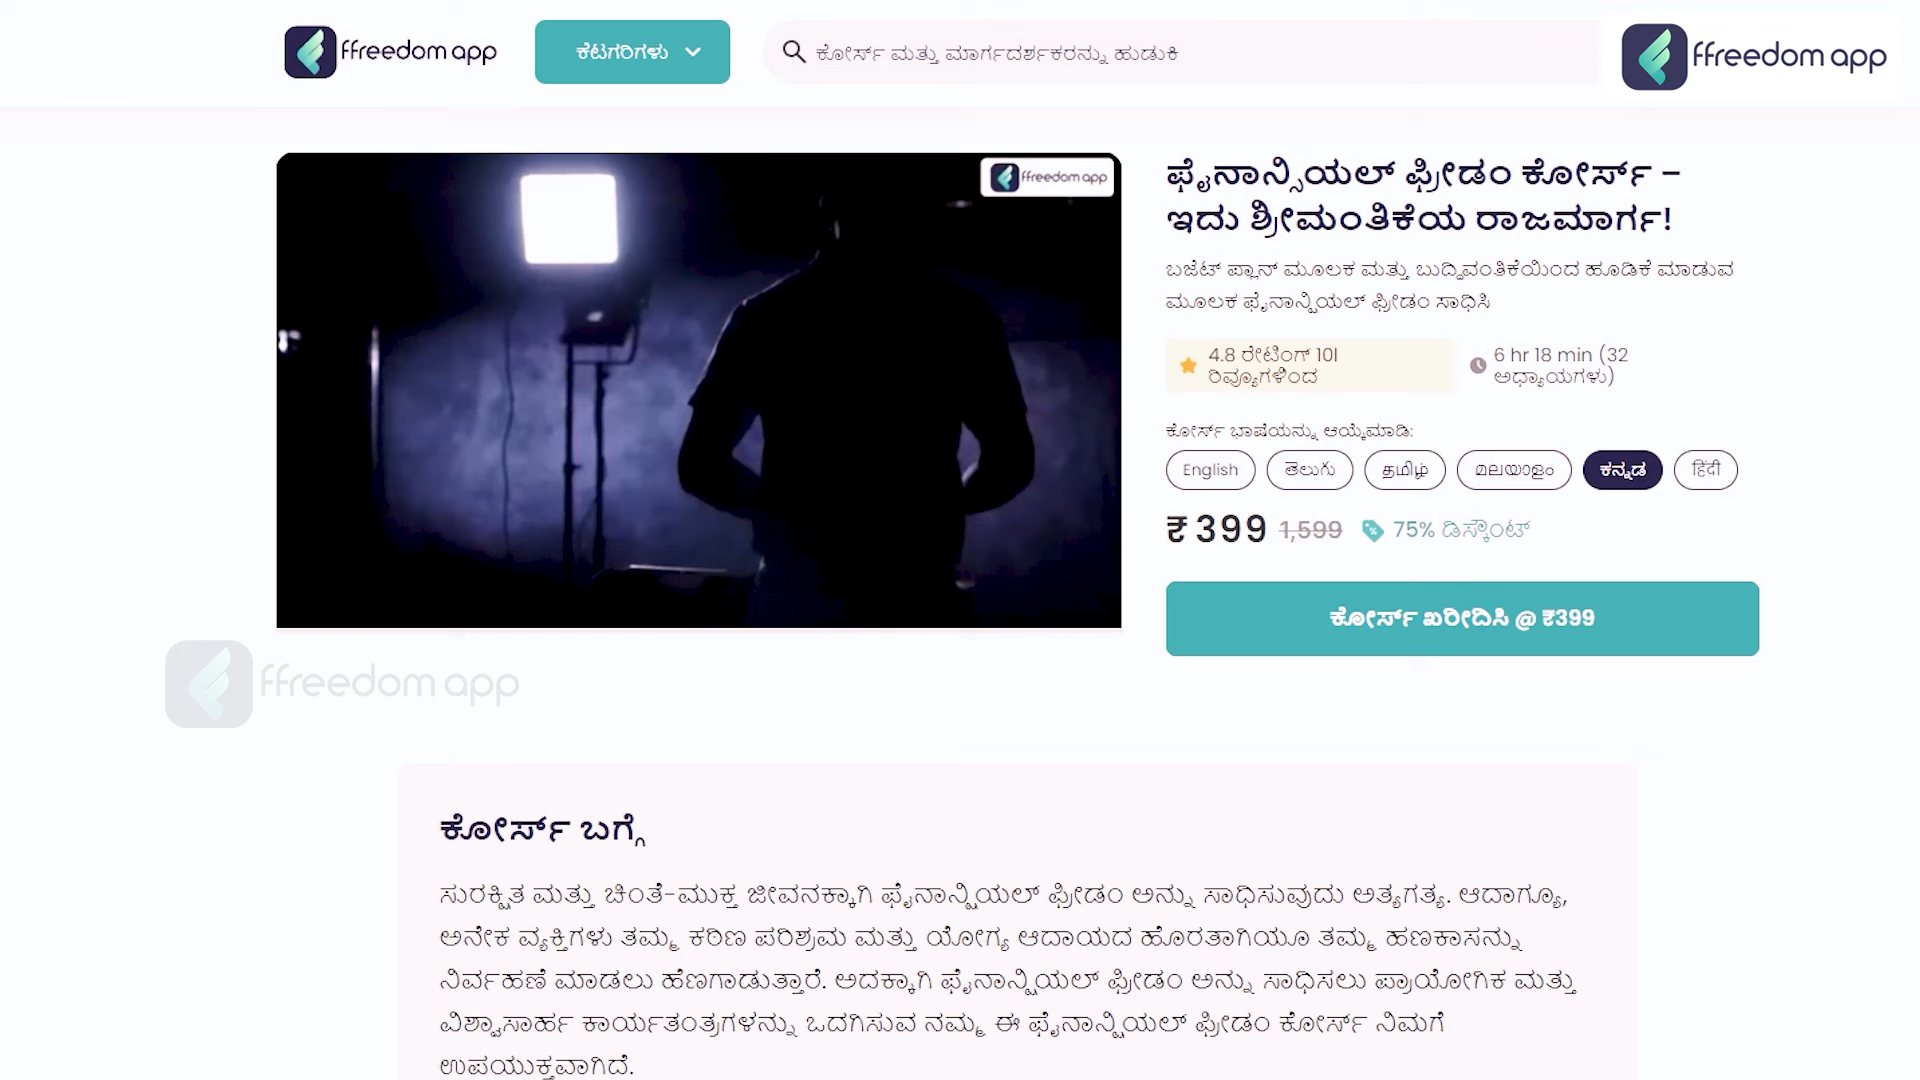 ffreedom app
ಕೆಟಗರಿಗಳು
ಕೋರ್ಸ್ ಮತ್ತು ಮಾರ್ಗದರ್ಶಕರನ್ನು ಹುಡುಕಿ
ffreedom app
ffreedom app
ಫೈನಾನ್ಸಿಯಲ್ ಫ್ರೀಡಂ ಕೋರ್ಸ್ –
ಇದು ಶ್ರೀಮಂತಿಕೆಯ ರಾಜಮಾರ್ಗ!
ಬಜೆಟ್ ಪ್ಲಾನ್ ಮೂಲಕ ಮತ್ತು ಬುದ್ಧಿವಂತಿಕೆಯಿಂದ ಹೂಡಿಕೆ ಮಾಡುವ
ಮೂಲಕ ಫೈನಾನ್ಷಿಯಲ್ ಫ್ರೀಡಂ ಸಾಧಿಸಿ
4.8 ರೇಟಿಂಗ್ 10l
ರಿವ್ಯೂಗಳಿಂದ
6 hr 18 min (32
ಅಧ್ಯಾಯಗಳು)
ಕೋರ್ಸ್ ಭಾಷೆಯನ್ನು ಆಯ್ಕೆಮಾಡಿ:
English తెలుగు தமிழ் മലയാളം ಕನ್ನಡ हिंदी
₹399 1,599 75% ಡಿಸ್ಕೌಂಟ್
ಕೋರ್ಸ್ ಖರೀದಿಸಿ @ ₹399
ffreedom app
ಕೋರ್ಸ್ ಬಗ್ಗೆ
ಸುರಕ್ಷಿತ ಮತ್ತು ಚಿಂತೆ-ಮುಕ್ತ ಜೀವನಕ್ಕಾಗಿ ಫೈನಾನ್ಷಿಯಲ್ ಫ್ರೀಡಂ ಅನ್ನು ಸಾಧಿಸುವುದು ಅತ್ಯಗತ್ಯ. ಆದಾಗ್ಯೂ,
ಅನೇಕ ವ್ಯಕ್ತಿಗಳು ತಮ್ಮ ಕಠಿಣ ಪರಿಶ್ರಮ ಮತ್ತು ಯೋಗ್ಯ ಆದಾಯದ ಹೊರತಾಗಿಯೂ ತಮ್ಮ ಹಣಕಾಸನ್ನು
ನಿರ್ವಹಣೆ ಮಾಡಲು ಹೆಣಗಾಡುತ್ತಾರೆ. ಅದಕ್ಕಾಗಿ ಫೈನಾನ್ಷಿಯಲ್ ಫ್ರೀಡಂ ಅನ್ನು ಸಾಧಿಸಲು ಪ್ರಾಯೋಗಿಕ ಮತ್ತು
ವಿಶ್ವಾಸಾರ್ಹ ಕಾರ್ಯತಂತ್ರಗಳನ್ನು ಒದಗಿಸುವ ನಮ್ಮ ಈ ಫೈನಾನ್ಷಿಯಲ್ ಫ್ರೀಡಂ ಕೋರ್ಸ್ ನಿಮಗೆ
ಉಪಯುಕ್ತವಾಗಿದೆ.